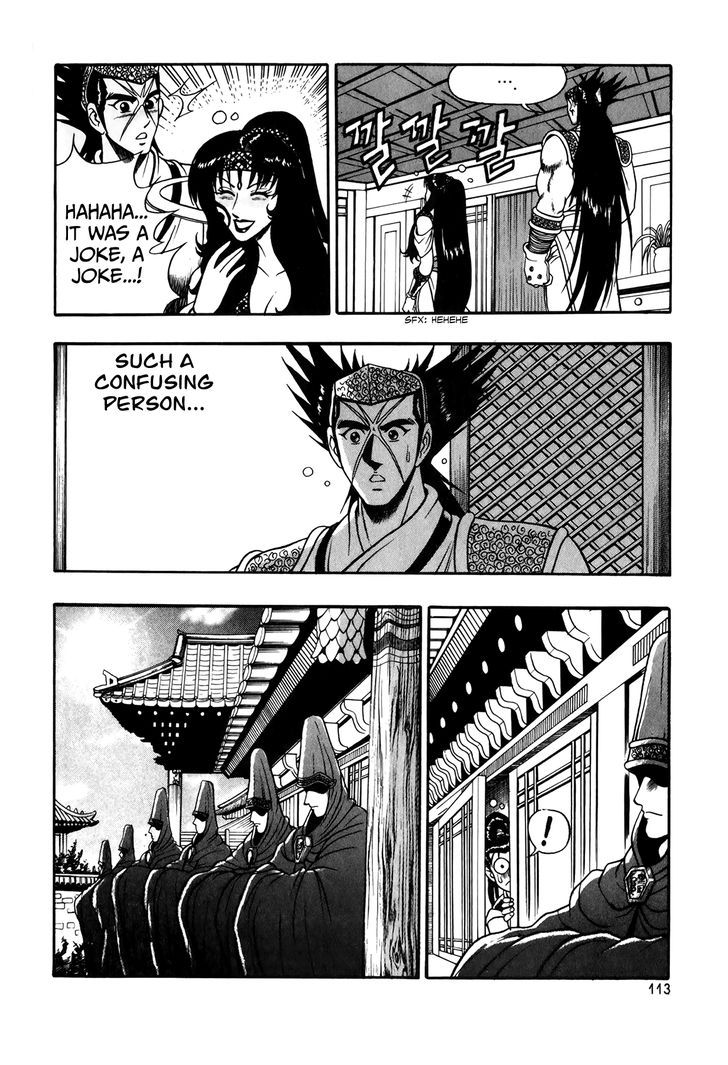 HAHAHA...
IT WAS A
JOKE, A
JOKE...!
....
깔 깔 깔
SFX: HEHEHE
SUCH A
CONFUSING
PERSON...
!
113